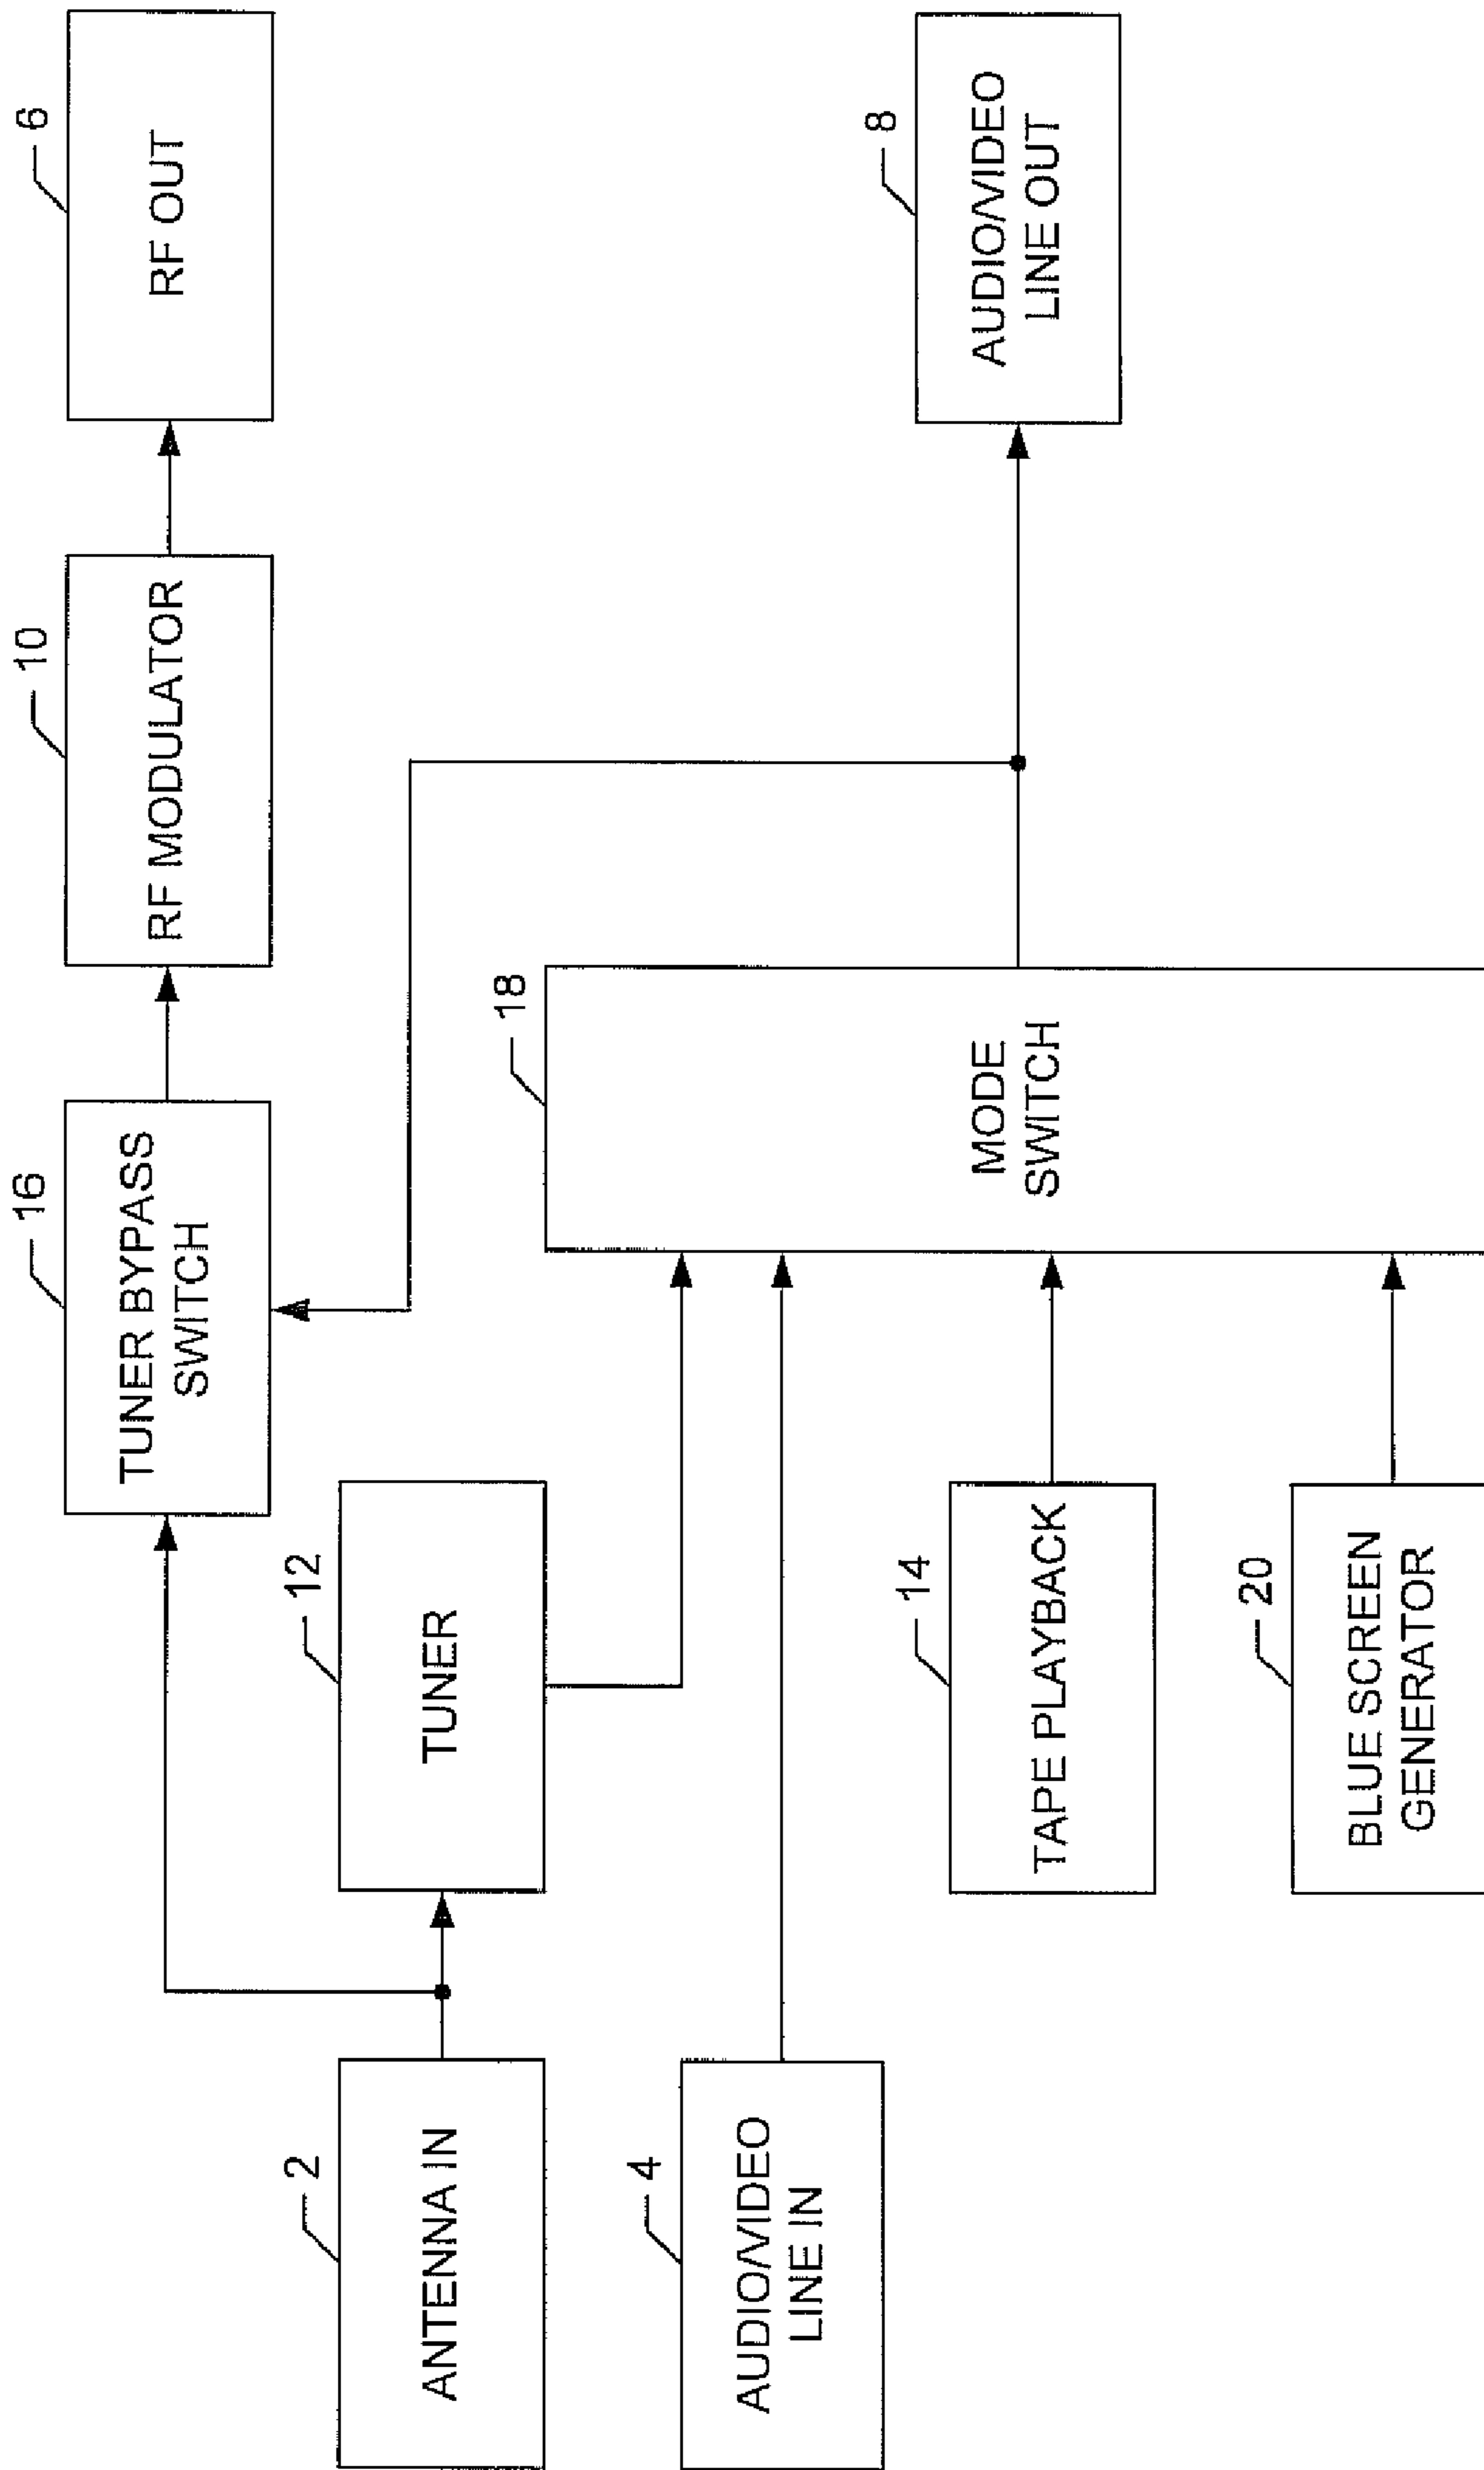 16
TUNER BYPASS
SWITCH
10
RF MODULATOR
6
RF OUT
2
ANTENNA IN
12
TUNER
4
AUDIO/VIDEO
LINE IN
18
MODE
SWITCH
8
AUDIO/VIDEO
LINE OUT
14
TAPE PLAYBACK
20
BLUE SCREEN
GENERATOR